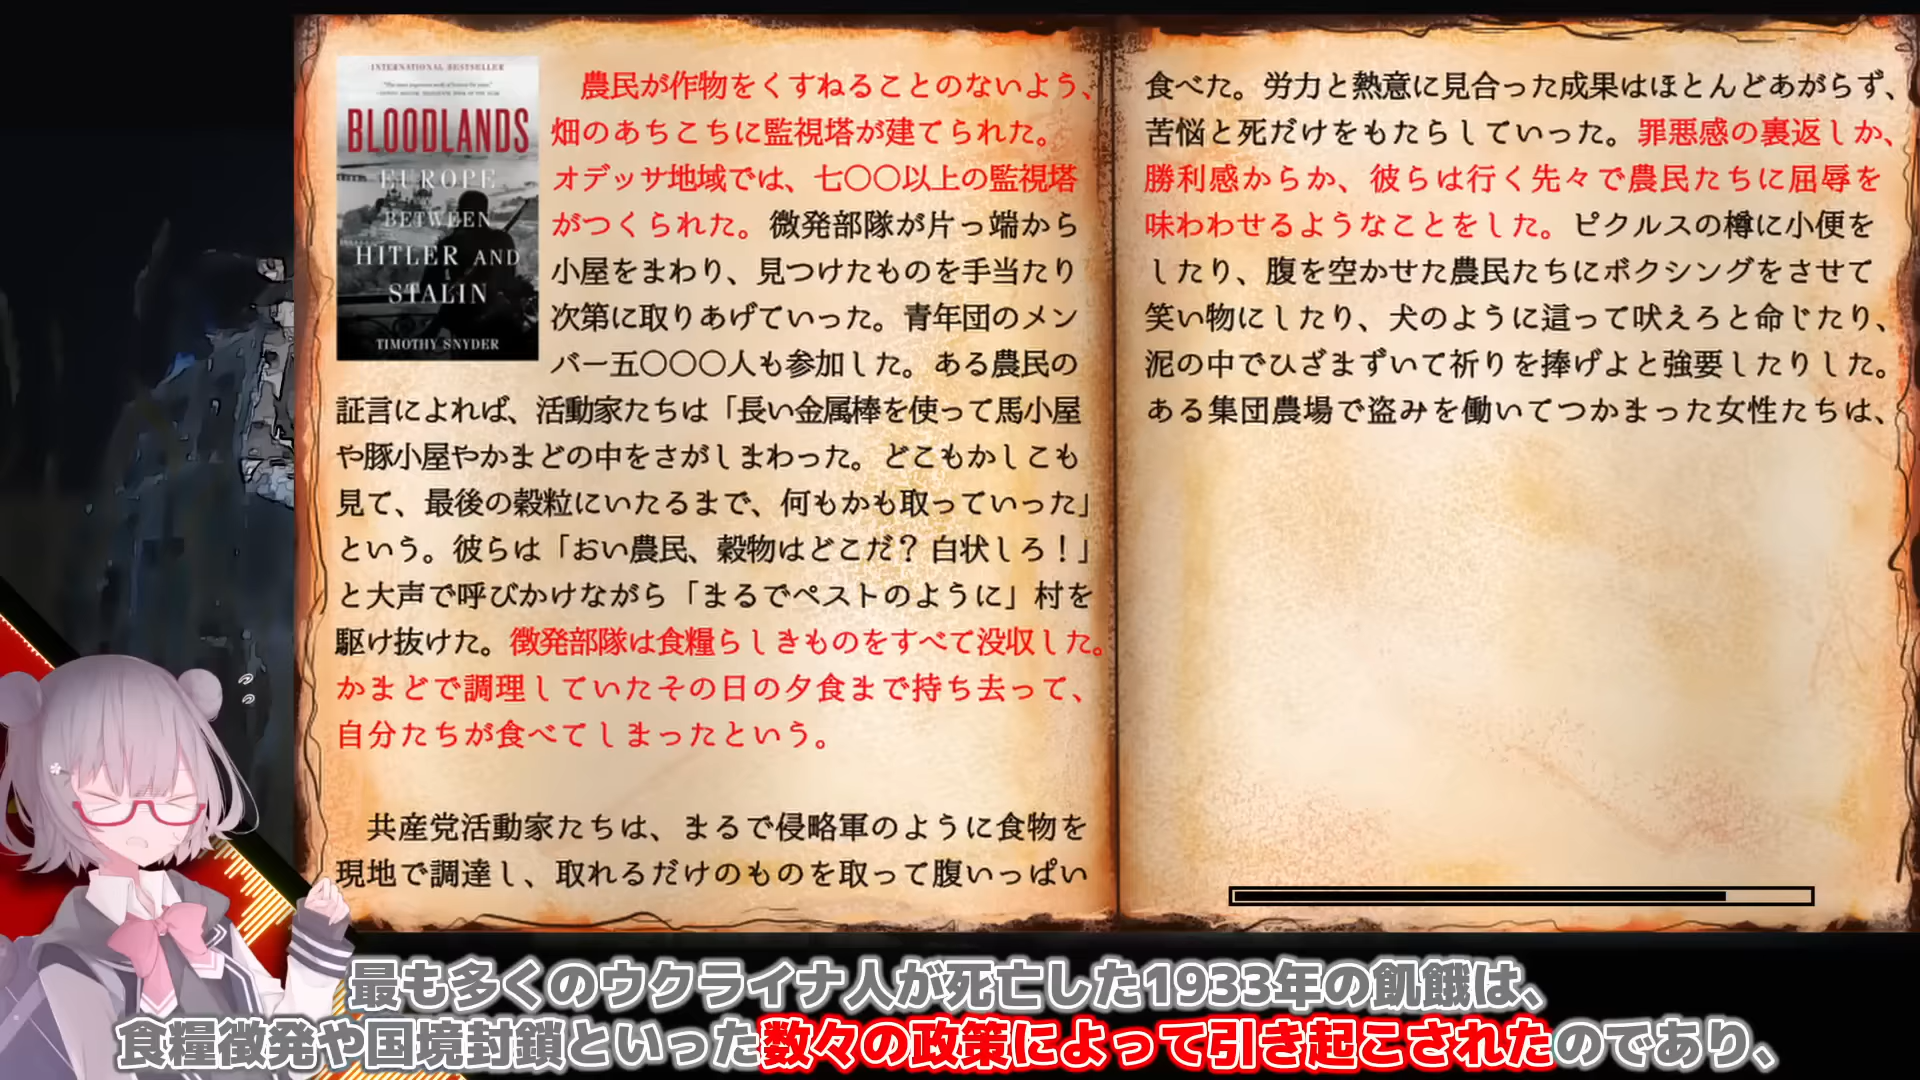 INTERNATIONAL BESTSELLER
BLOODLANDS
EUROPE
BETWEEN
HITLER AND
STALIN
TIMOTHY SNYDER
農民が作物をくすねることのないよう、
畑のあちこちに監視塔が建てられた。
オデッサ地域では、七〇〇以上の監視塔
がつくられた。微発部隊が片っ端から
小屋をまわり、見つけたものを手当たり
次第に取りあげていった。青年団のメン
バー五〇〇〇人も参加した。ある農民の
証言によれば、活動家たちは「長い金属棒を使って馬小屋
や豚小屋やかまどの中をさがしまわった。どこもかしこも
見て、最後の穀粒にいたるまで、何もかも取っていった」
という。彼らは「おい農民、穀物はどこだ？白状しろ！」
と大声で呼びかけながら「まるでペストのように」村を
駆け抜けた。徴発部隊は食糧らしきものをすべて没収した。
かまどで調理していたその日の夕食まで持ち去って、
自分たちが食べてしまったという。
共産党活動家たちは、まるで侵略軍のように食物を
現地で調達し、取れるだけのものを取って腹いっぱい
食べた。労力と熱意に見合った成果はほとんどあがらず、
苦悩と死だけをもたらしていった。罪悪感の裏返しか、
勝利感からか、彼らは行く先々で農民たちに屈辱を
味わわせるようなことをした。ピクルスの樽に小便を
したり、腹を空かせた農民たちにボクシングをさせて
笑い物にしたり、犬のように這って吠えろと命じたり、
泥の中でひざまずいて祈りを捧げよと強要したりした。
ある集団農場で盗みを働いてつかまった女性たちは、
最も多くのウクライナ人が死亡した1933年の飢餓は、
食糧徴発や国境封鎖といった数々の政策によって引き起こされたのであり、